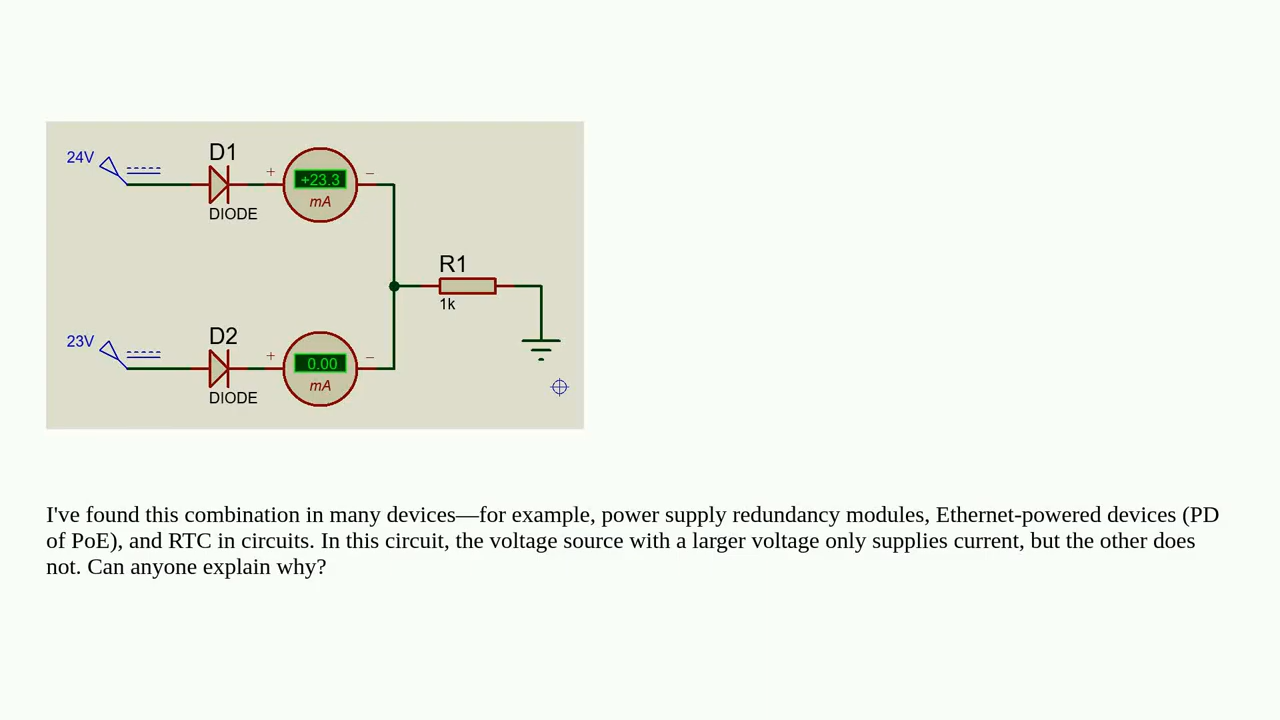 D1
24V
+ +23.3 −
mA
DIODE
R1
1k
D2
23V
+ 0.00 −
mA
DIODE
I've found this combination in many devices—for example, power supply redundancy modules, Ethernet-powered devices (PD
of PoE), and RTC in circuits. In this circuit, the voltage source with a larger voltage only supplies current, but the other does
not. Can anyone explain why?